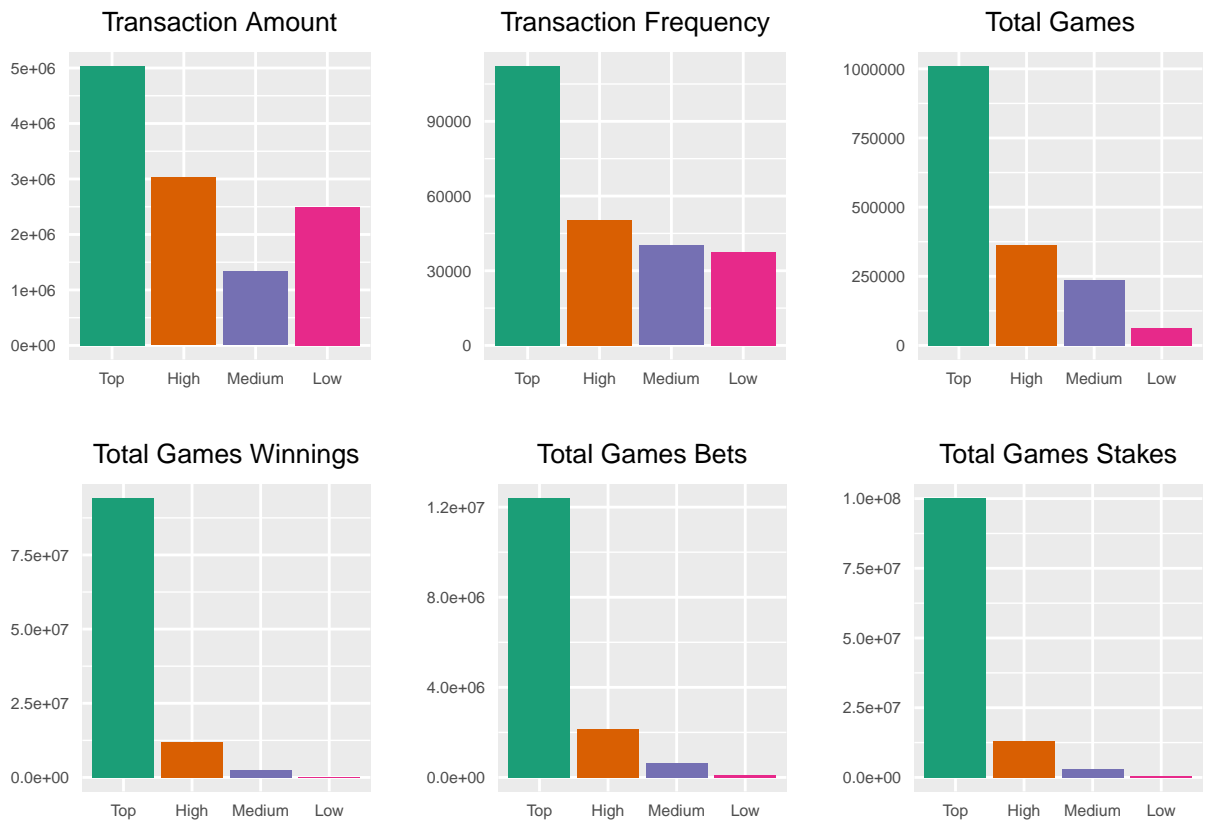 Transaction Amount
5e+06
4e+06
3e+06
2e+06
1e+06
0e+00
Top High Medium Low
Transaction Frequency
90000
60000
30000
0
Top High Medium Low
Total Games
1000000
750000
500000
250000
0
Top High Medium Low
Total Games Winnings
7.5e+07
5.0e+07
2.5e+07
0.0e+00
Top High Medium Low
Total Games Bets
1.2e+07
8.0e+06
4.0e+06
0.0e+00
Top High Medium Low
Total Games Stakes
1.0e+08
7.5e+07
5.0e+07
2.5e+07
0.0e+00
Top High Medium Low